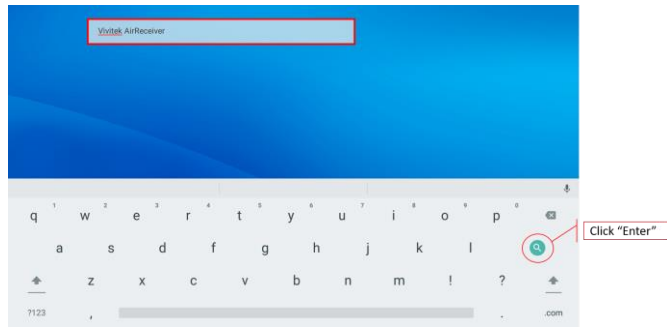 Vivitek AirReceiver
1 2 3 4 5 6 7 8 9 0
q w e r t y u i o p
a s d f g h j k l
Click “Enter”
z x c v b n m ! ?
?123 , . .com